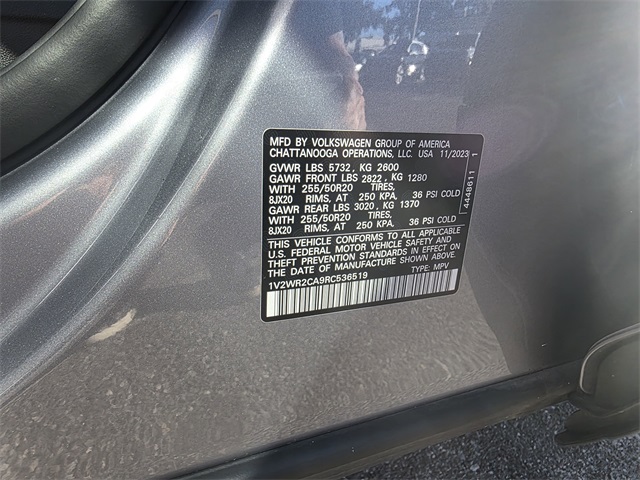 MFD BY VOLKSWAGEN GROUP OF AMERICA
CHATTANOOGA OPERATIONS, LLC. USA 11/2023
GVWR LBS 5732, KG 2600
GAWR FRONT LBS 2822, KG 1280
WITH 255/50R20 TIRES,
8JX20 RIMS, AT 250 KPA, 36 PSI COLD
GAWR REAR LBS 3020, KG 1370
WITH 255/50R20 TIRES,
8JX20 RIMS, AT 250 KPA, 36 PSI COLD
THIS VEHICLE CONFORMS TO ALL APPLICABLE
U.S. FEDERAL MOTOR VEHICLE SAFETY AND
THEFT PREVENTION STANDARDS IN EFFECT ON
THE DATE OF MANUFACTURE SHOWN ABOVE.
1V2WR2CA9RC536519 TYPE: MPV
4448611 1